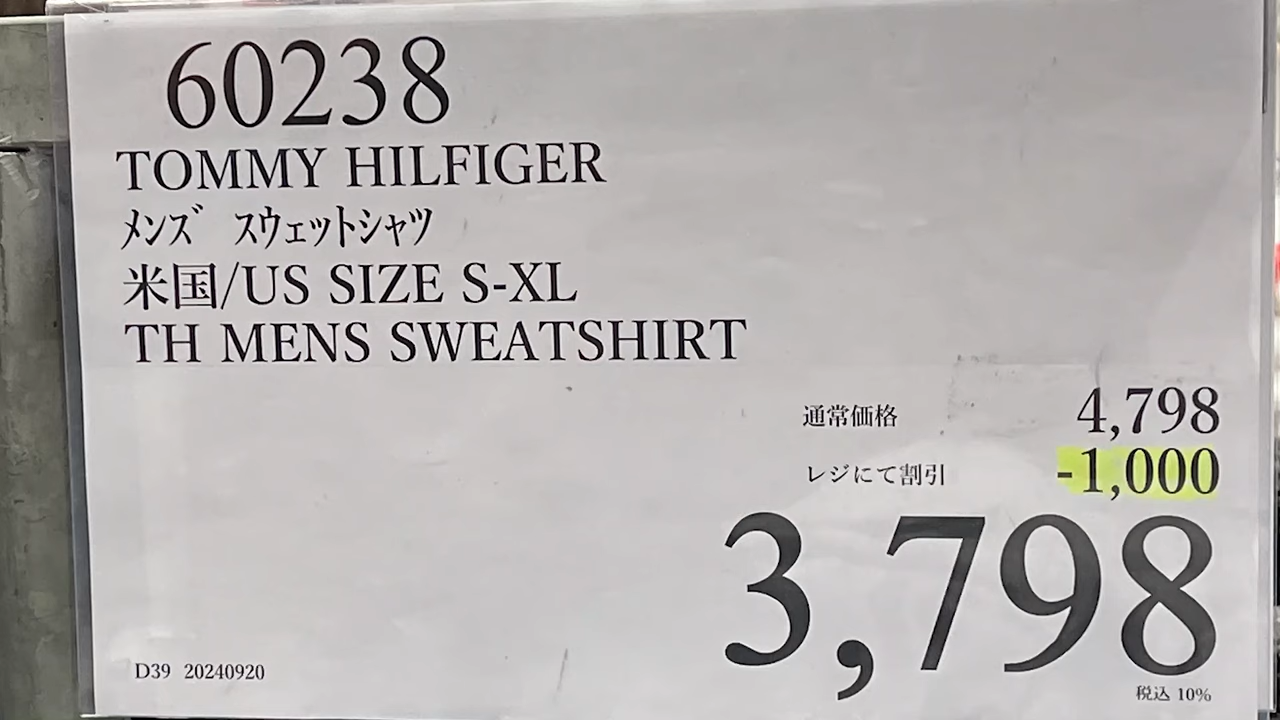 60238
TOMMY HILFIGER
ﾒﾝｽﾞ ｽｳｪｯﾄｼｬﾂ
米国/US SIZE S-XL
TH MENS SWEATSHIRT
通常価格 4,798
レジにて割引 -1,000
3,798
D39 20240920
税込 10%